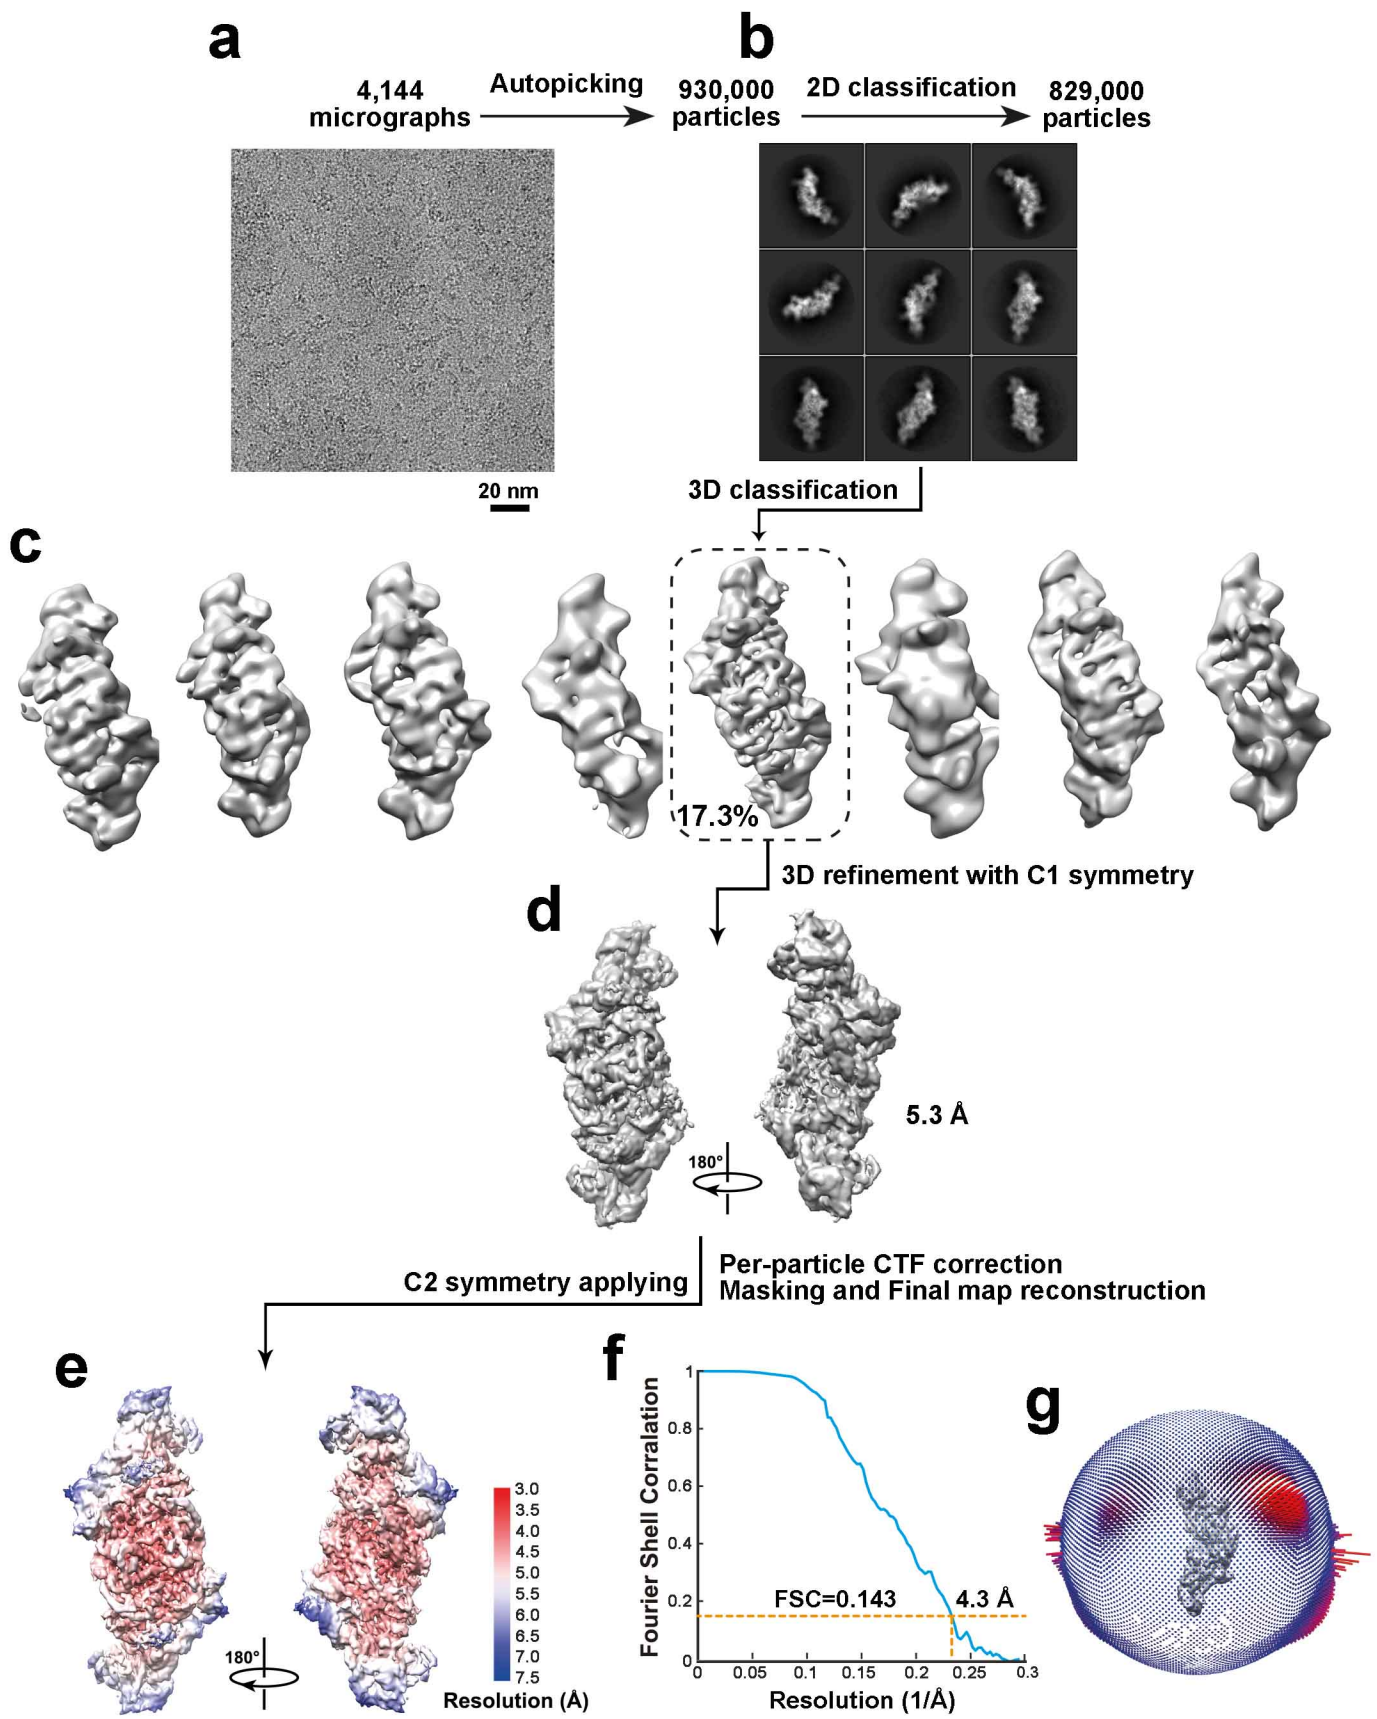 a
b
4,144
micrographs
Autopicking
930,000
particles
2D classification
829,000
particles
20 nm
3D classification
c
17.3%
3D refinement with C1 symmetry
d
5.3 Å
180°
C2 symmetry applying
Per-particle CTF correction
Masking and Final map reconstruction
e
180°
3.0
3.5
4.0
4.5
5.0
5.5
6.0
6.5
7.0
7.5
Resolution (Å)
f
Fourier Shell Corralation
1
0.8
0.6
0.4
0.2
0
FSC=0.143
4.3 Å
0
0.05
0.1
0.15
0.2
0.25
0.3
Resolution (1/Å)
g